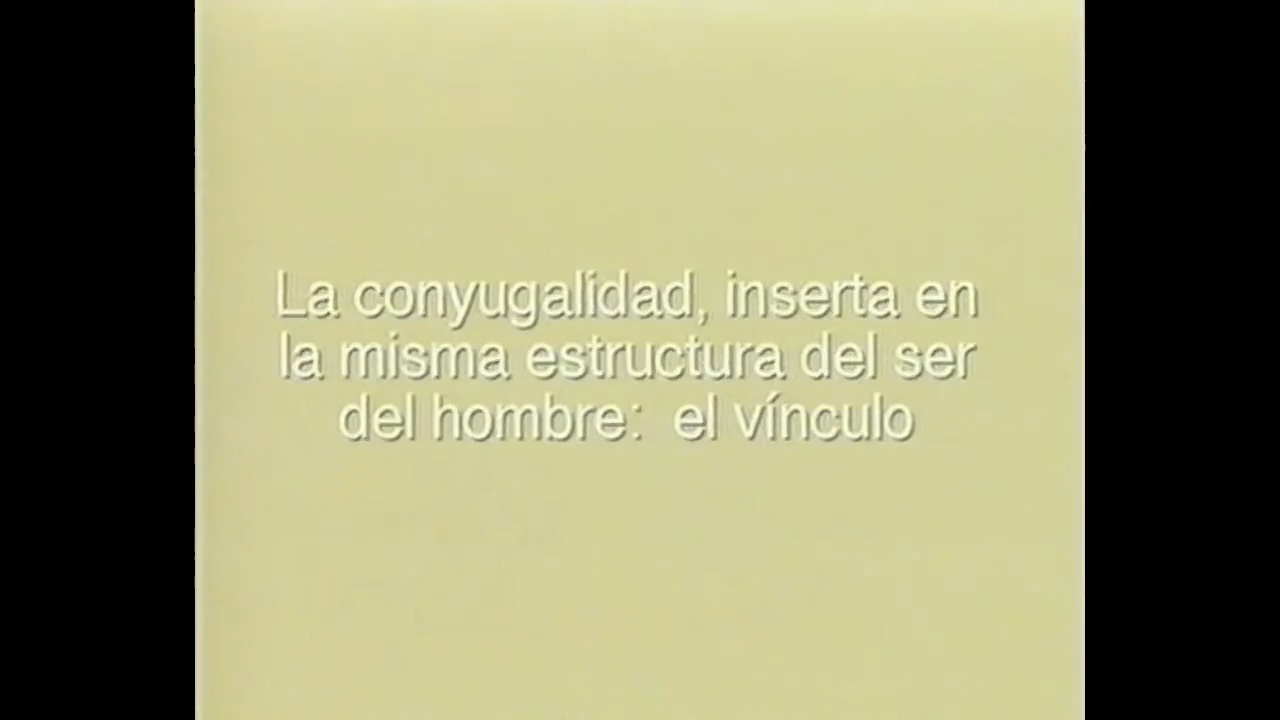 La conyugalidad, inserta en
la misma estructura del ser
del hombre:  el vínculo